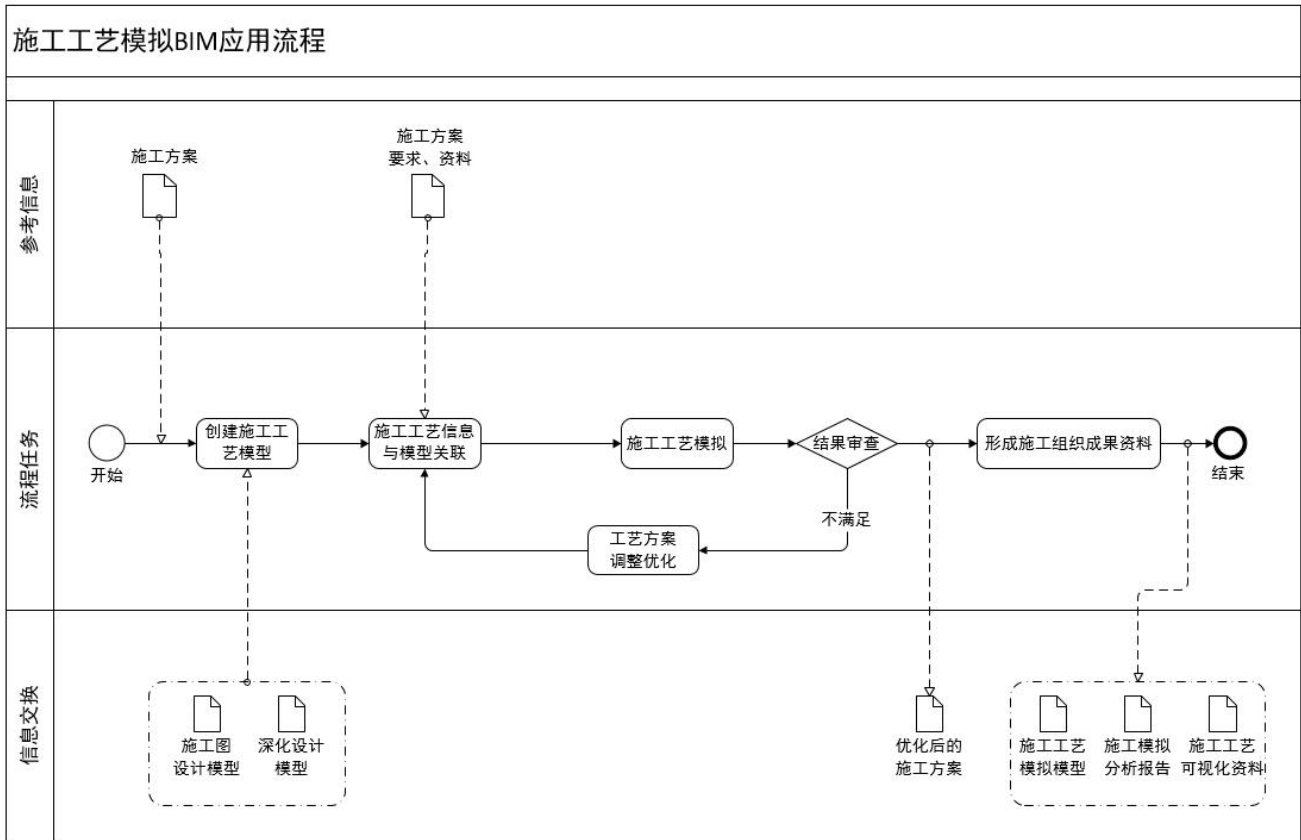 施工工艺模拟BIM应用流程
参考信息
施工方案
施工方案
要求、资料
流程任务
开始
创建施工工
艺模型
施工工艺信息
与模型关联
施工工艺模拟
结果审查
形成施工组织成果资料
结束
不满足
工艺方案
调整优化
信息交换
施工图
设计模型
深化设计
模型
优化后的
施工方案
施工工艺
模拟模型
施工模拟
分析报告
施工工艺
可视化资料